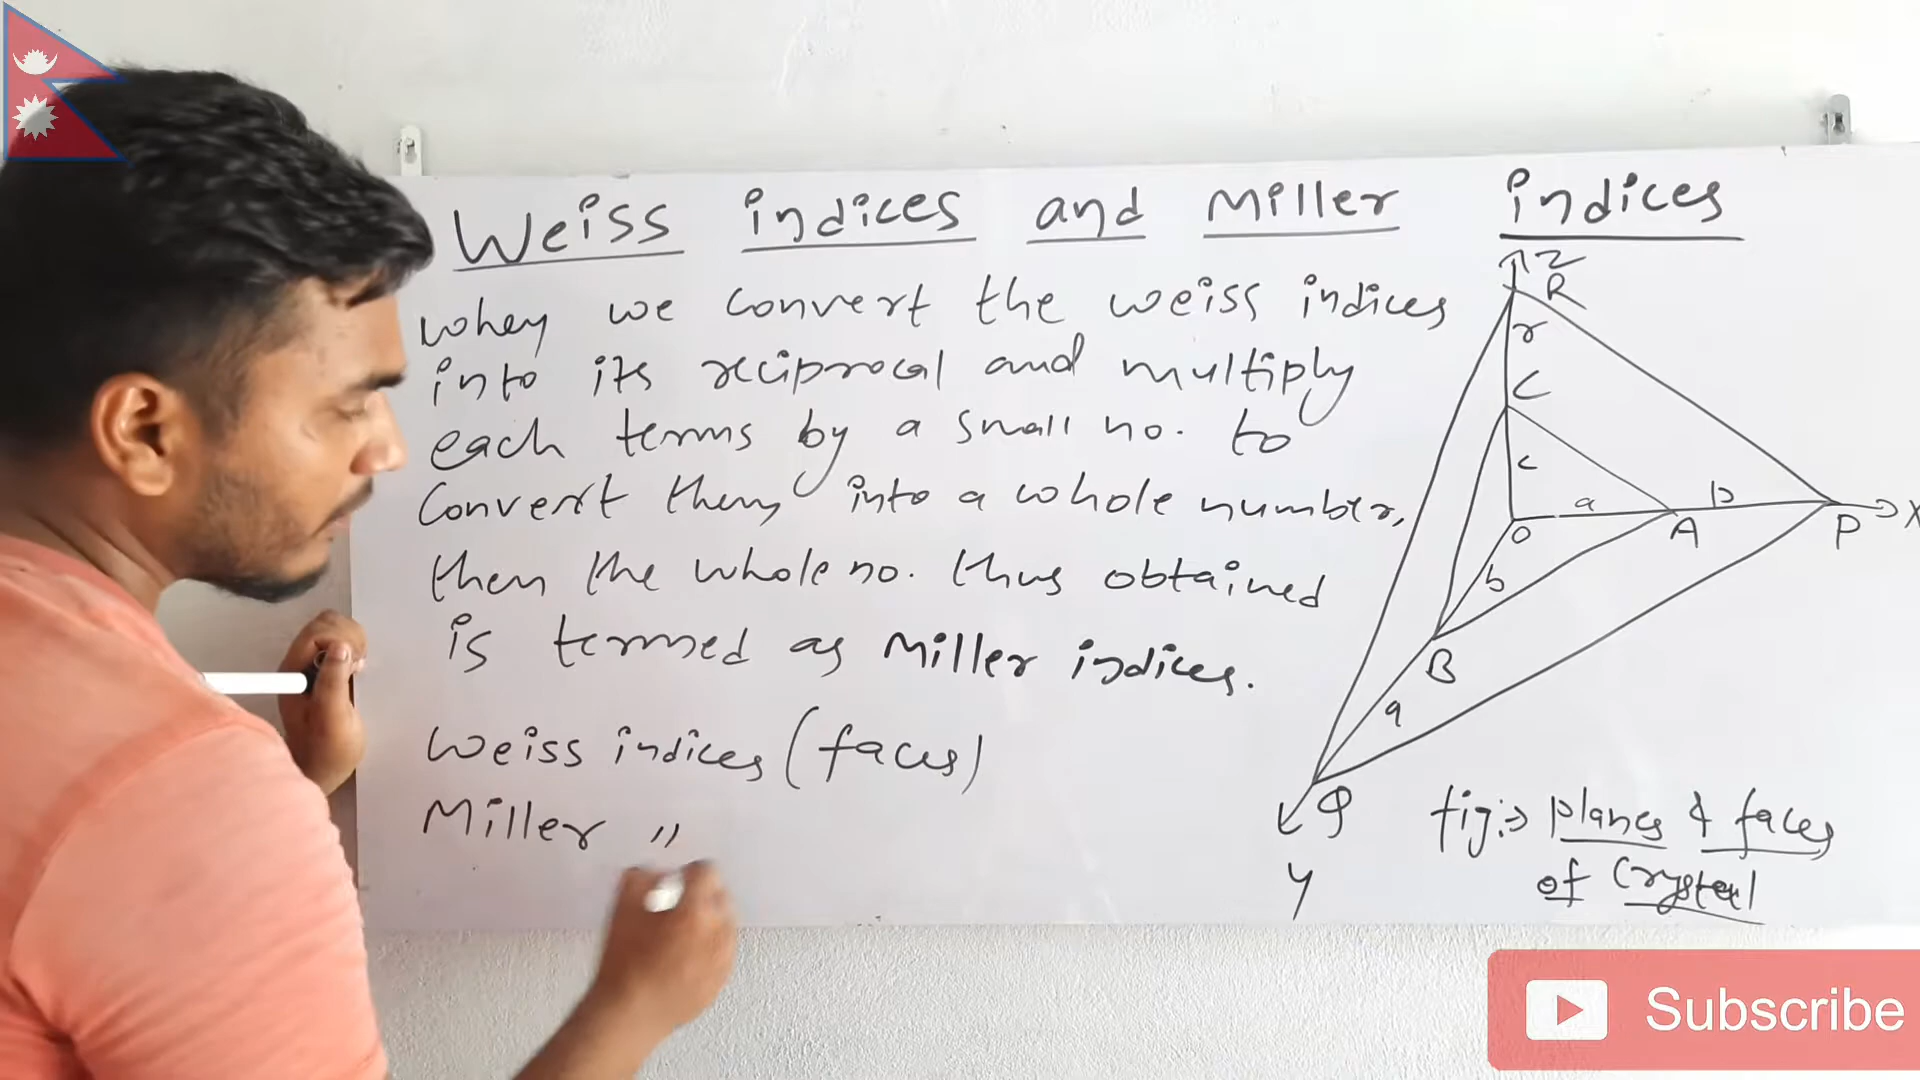 Weiss indices and Miller indices
when we convert the weiss indices
into its reciprocal and multiply
each terms by a small no. to
Convert them into a whole number,
then the whole no. thus obtained
is termed as Miller indices.
Weiss indices (faces)
Miller "
Z
R
r
C
c
O
a
A
p
P
X
b
B
q
Q
Y
fig:→ planes & faces
of Crystal
Subscribe